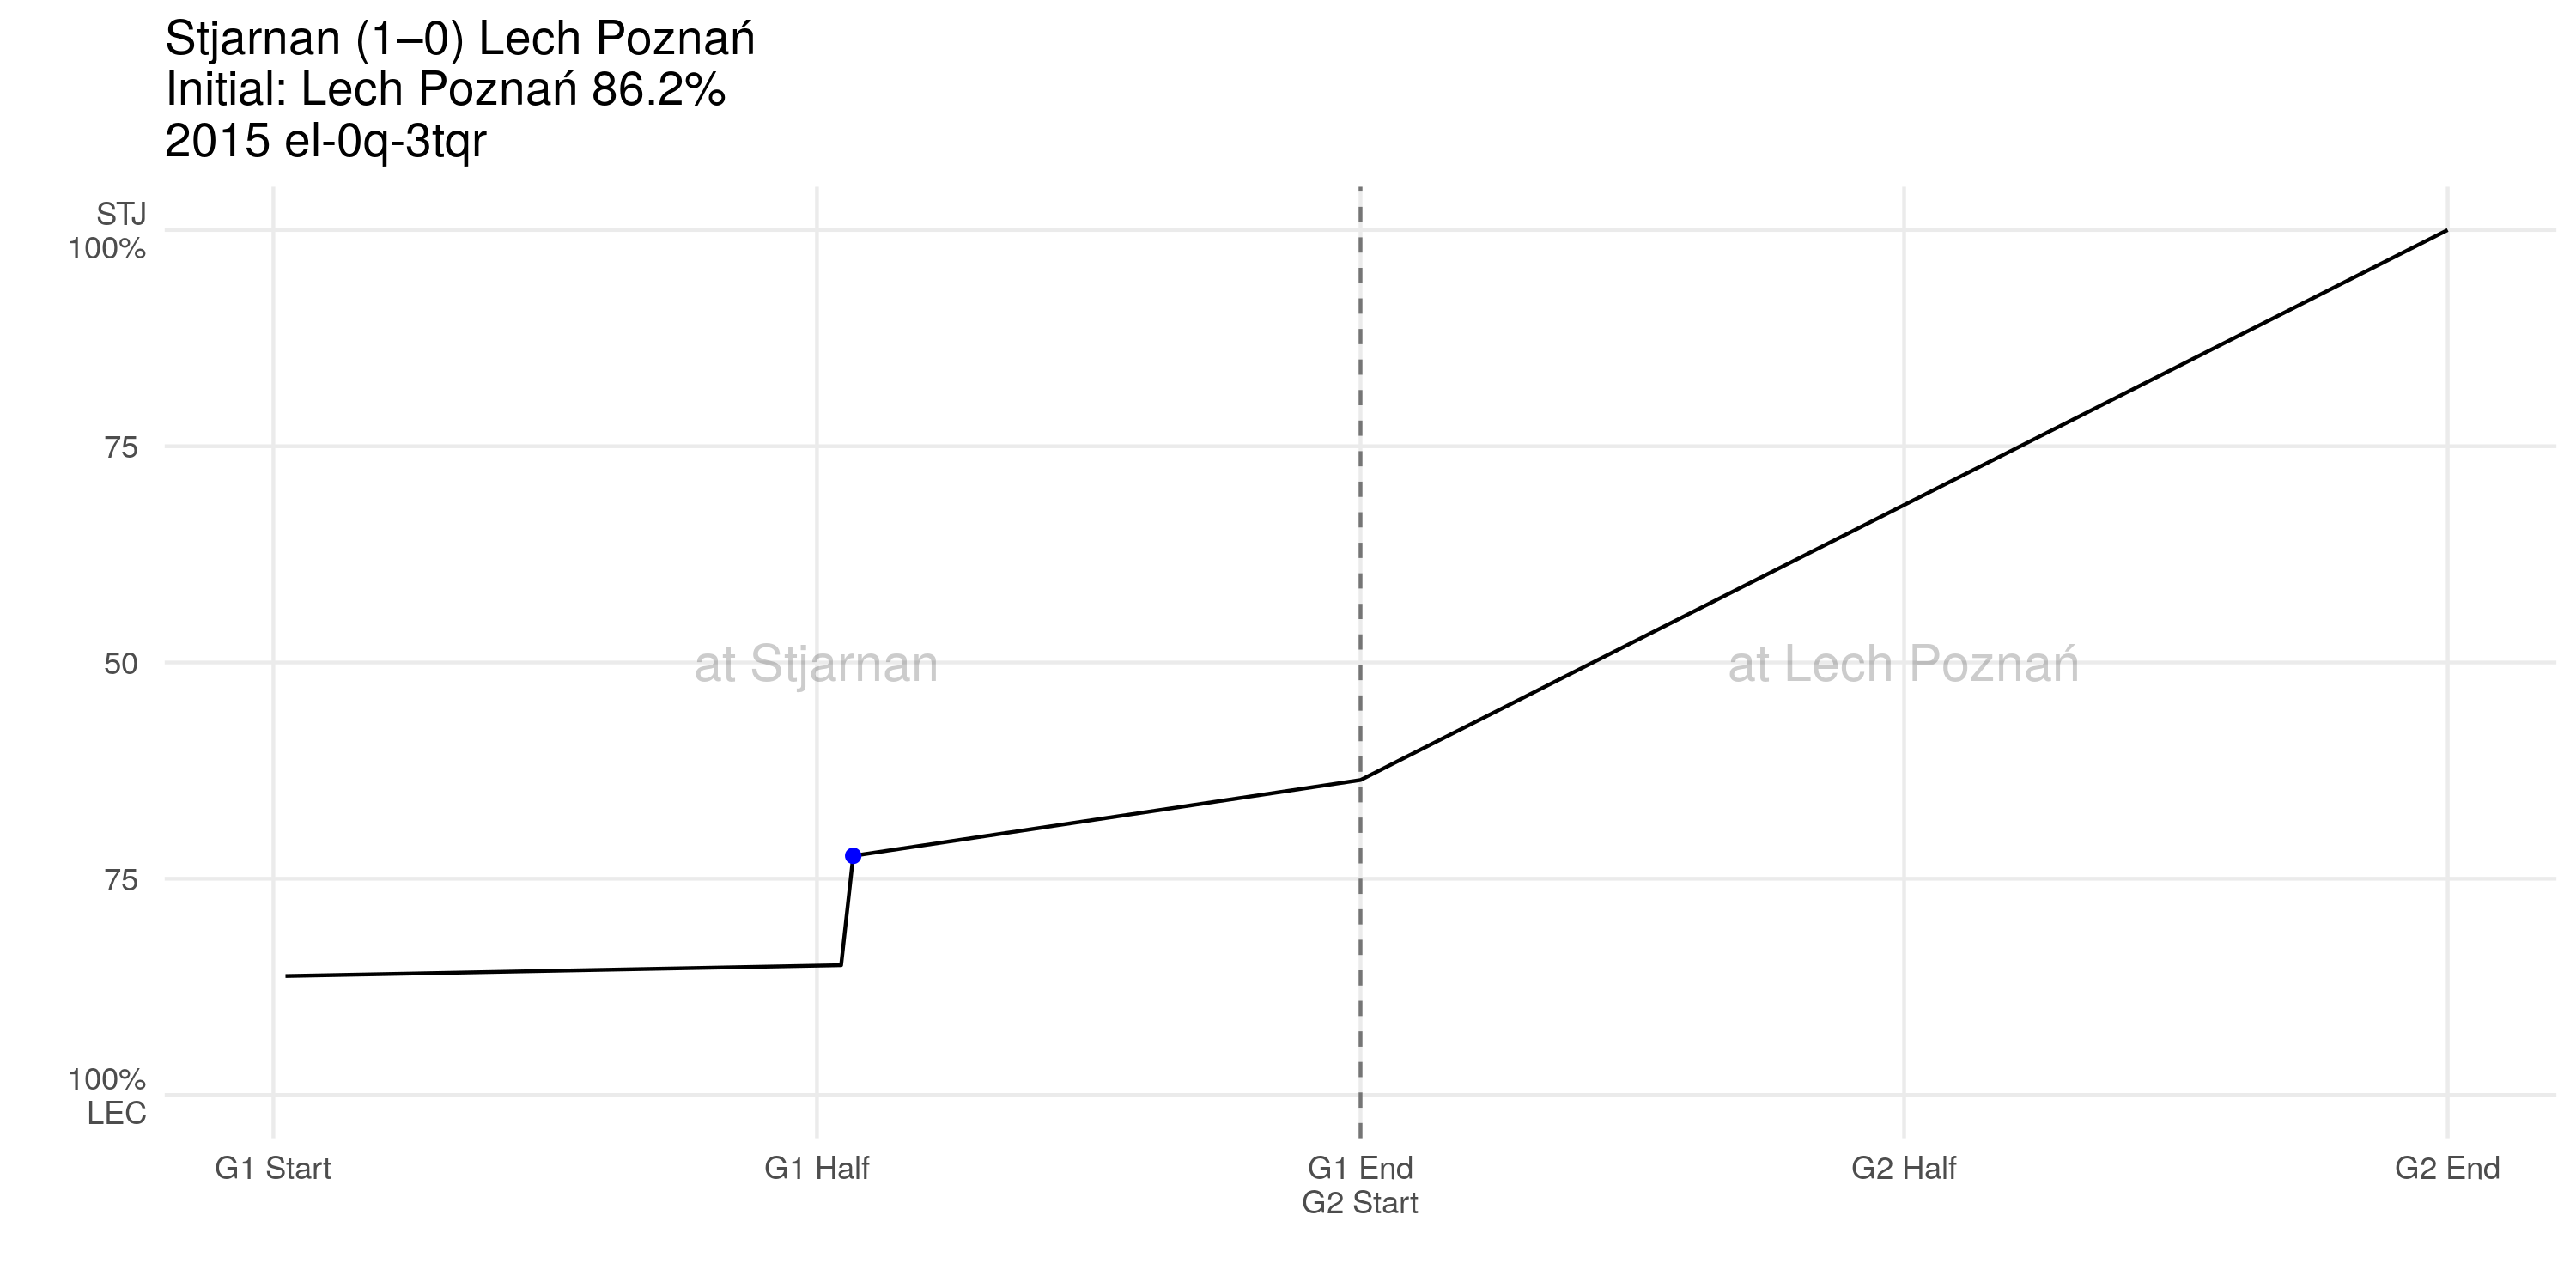 Stjarnan (1–0) Lech Poznań
Initial: Lech Poznań 86.2%
2015 el-0q-3tqr
STJ
100%
75
50
75
100%
LEC
at Stjarnan
at Lech Poznań
G1 Start
G1 Half
G1 End
G2 Start
G2 Half
G2 End